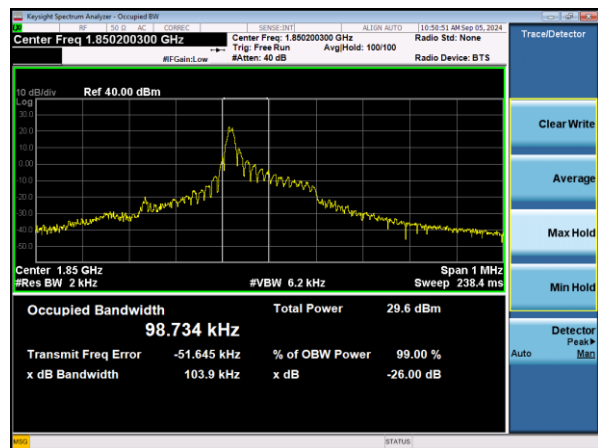 Keysight Spectrum Analyzer - Occupied BW
RF 50 Ω AC CORREC SENSE:INT ALIGN AUTO 10:50:51 AM Sep 05, 2024
Center Freq 1.850200300 GHz
Center Freq: 1.850200300 GHz
Radio Std: None
Trig: Free Run Avg|Hold: 100/100
#IFGain:Low
#Atten: 40 dB
Radio Device: BTS
Trace/Detector
10 dB/div Ref 40.00 dBm
Log
30.0
20.0
10.0
0.00
-10.0
-20.0
-30.0
-40.0
-50.0
Center 1.85 GHz
Span 1 MHz
#Res BW 2 kHz
#VBW 6.2 kHz
Sweep 238.4 ms
Occupied Bandwidth
98.734 kHz
Total Power 29.6 dBm
Transmit Freq Error -51.645 kHz
% of OBW Power 99.00 %
x dB Bandwidth 103.9 kHz
x dB -26.00 dB
Clear Write
Average
Max Hold
Min Hold
Detector
Peak▶
Auto Man
MSG
STATUS